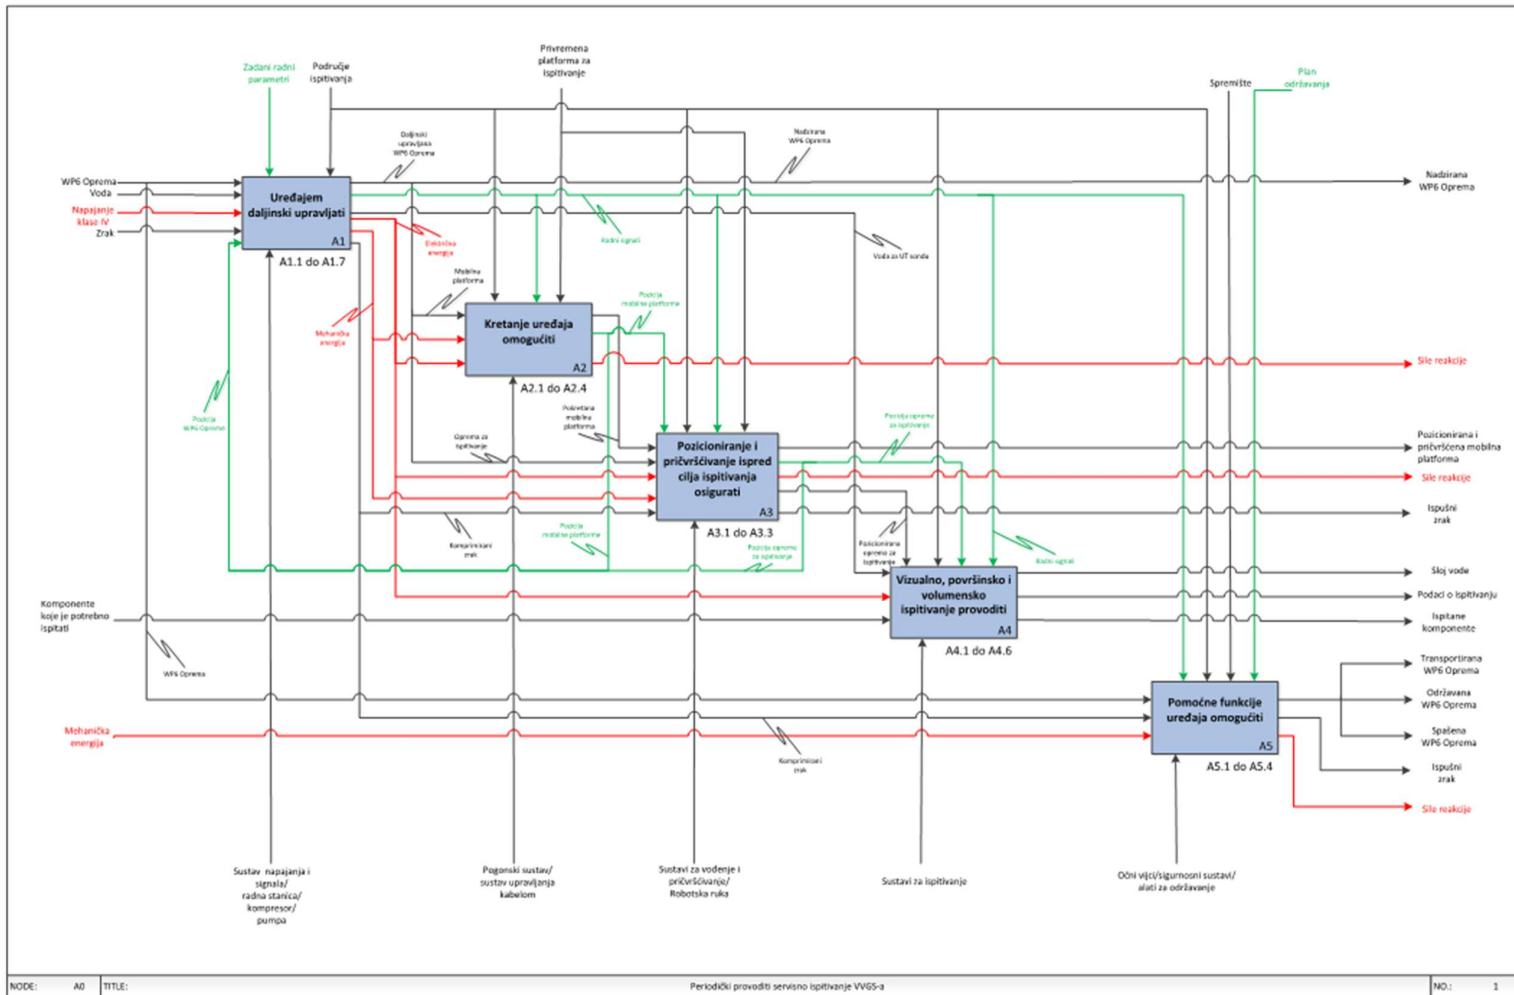 Zadani radni
parametri
Područje
ispitivanja
Privremena
platforma za
ispitivanje
Spremište
Plan
održavanja
Daljinski
upravljana
WP6 Oprema
Nadzirana
WP6 Oprema
WP6 Oprema
Voda
Napajanje
klase IV
Zrak
Uređajem
daljinski upravljati
A1
A1.1 do A1.7
Nadzirana
WP6 Oprema
Električna
energija
Radni signali
Voda za UT sonda
Mobilna
platforma
Pozicija
mobilne platforme
Mehanička
energija
Kretanje uređaja
omogućiti
A2
A2.1 do A2.4
Sile reakcije
Pozicija
WP6 Opreme
Pokretana
mobilna
platforma
Oprema za
ispitivanje
Pozicija opreme
za ispitivanje
Pozicioniranje i
pričvršćivanje ispred
cilja ispitivanja
osigurati
A3
A3.1 do A3.3
Pozicionirana i
pričvršćena mobilna
platforma
Sile reakcije
Ispušni
zrak
Komprimirani
zrak
Pozicija
mobilne platforme
Pozicija opreme
za ispitivanje
Pozicionirana
oprema za
ispitivanje
Radni signali
Vizualno, površinsko i
volumensko
ispitivanje provoditi
A4
A4.1 do A4.6
Sloj vode
Podaci o ispitivanju
Ispitane
komponente
Komponente
koje je potrebno
ispitati
WP6 Oprema
Transportirana
WP6 Oprema
Održavana
WP6 Oprema
Spašena
WP6 Oprema
Ispušni
zrak
Sile reakcije
Mehanička
energija
Komprimirani
zrak
Pomoćne funkcije
uređaja omogućiti
A5
A5.1 do A5.4
Sustav napajanja i
signala/
radna stanica/
kompresor/
pumpa
Pogonski sustav/
sustav upravljanja
kabelom
Sustavi za vođenje i
pričvršćivanje/
Robotska ruka
Sustavi za ispitivanje
Očni vijci/sigurnosni sustavi/
alati za održavanje
NODE: A0 TITLE: Periodički provoditi servisno ispitivanje VVGS-a NO.: 1